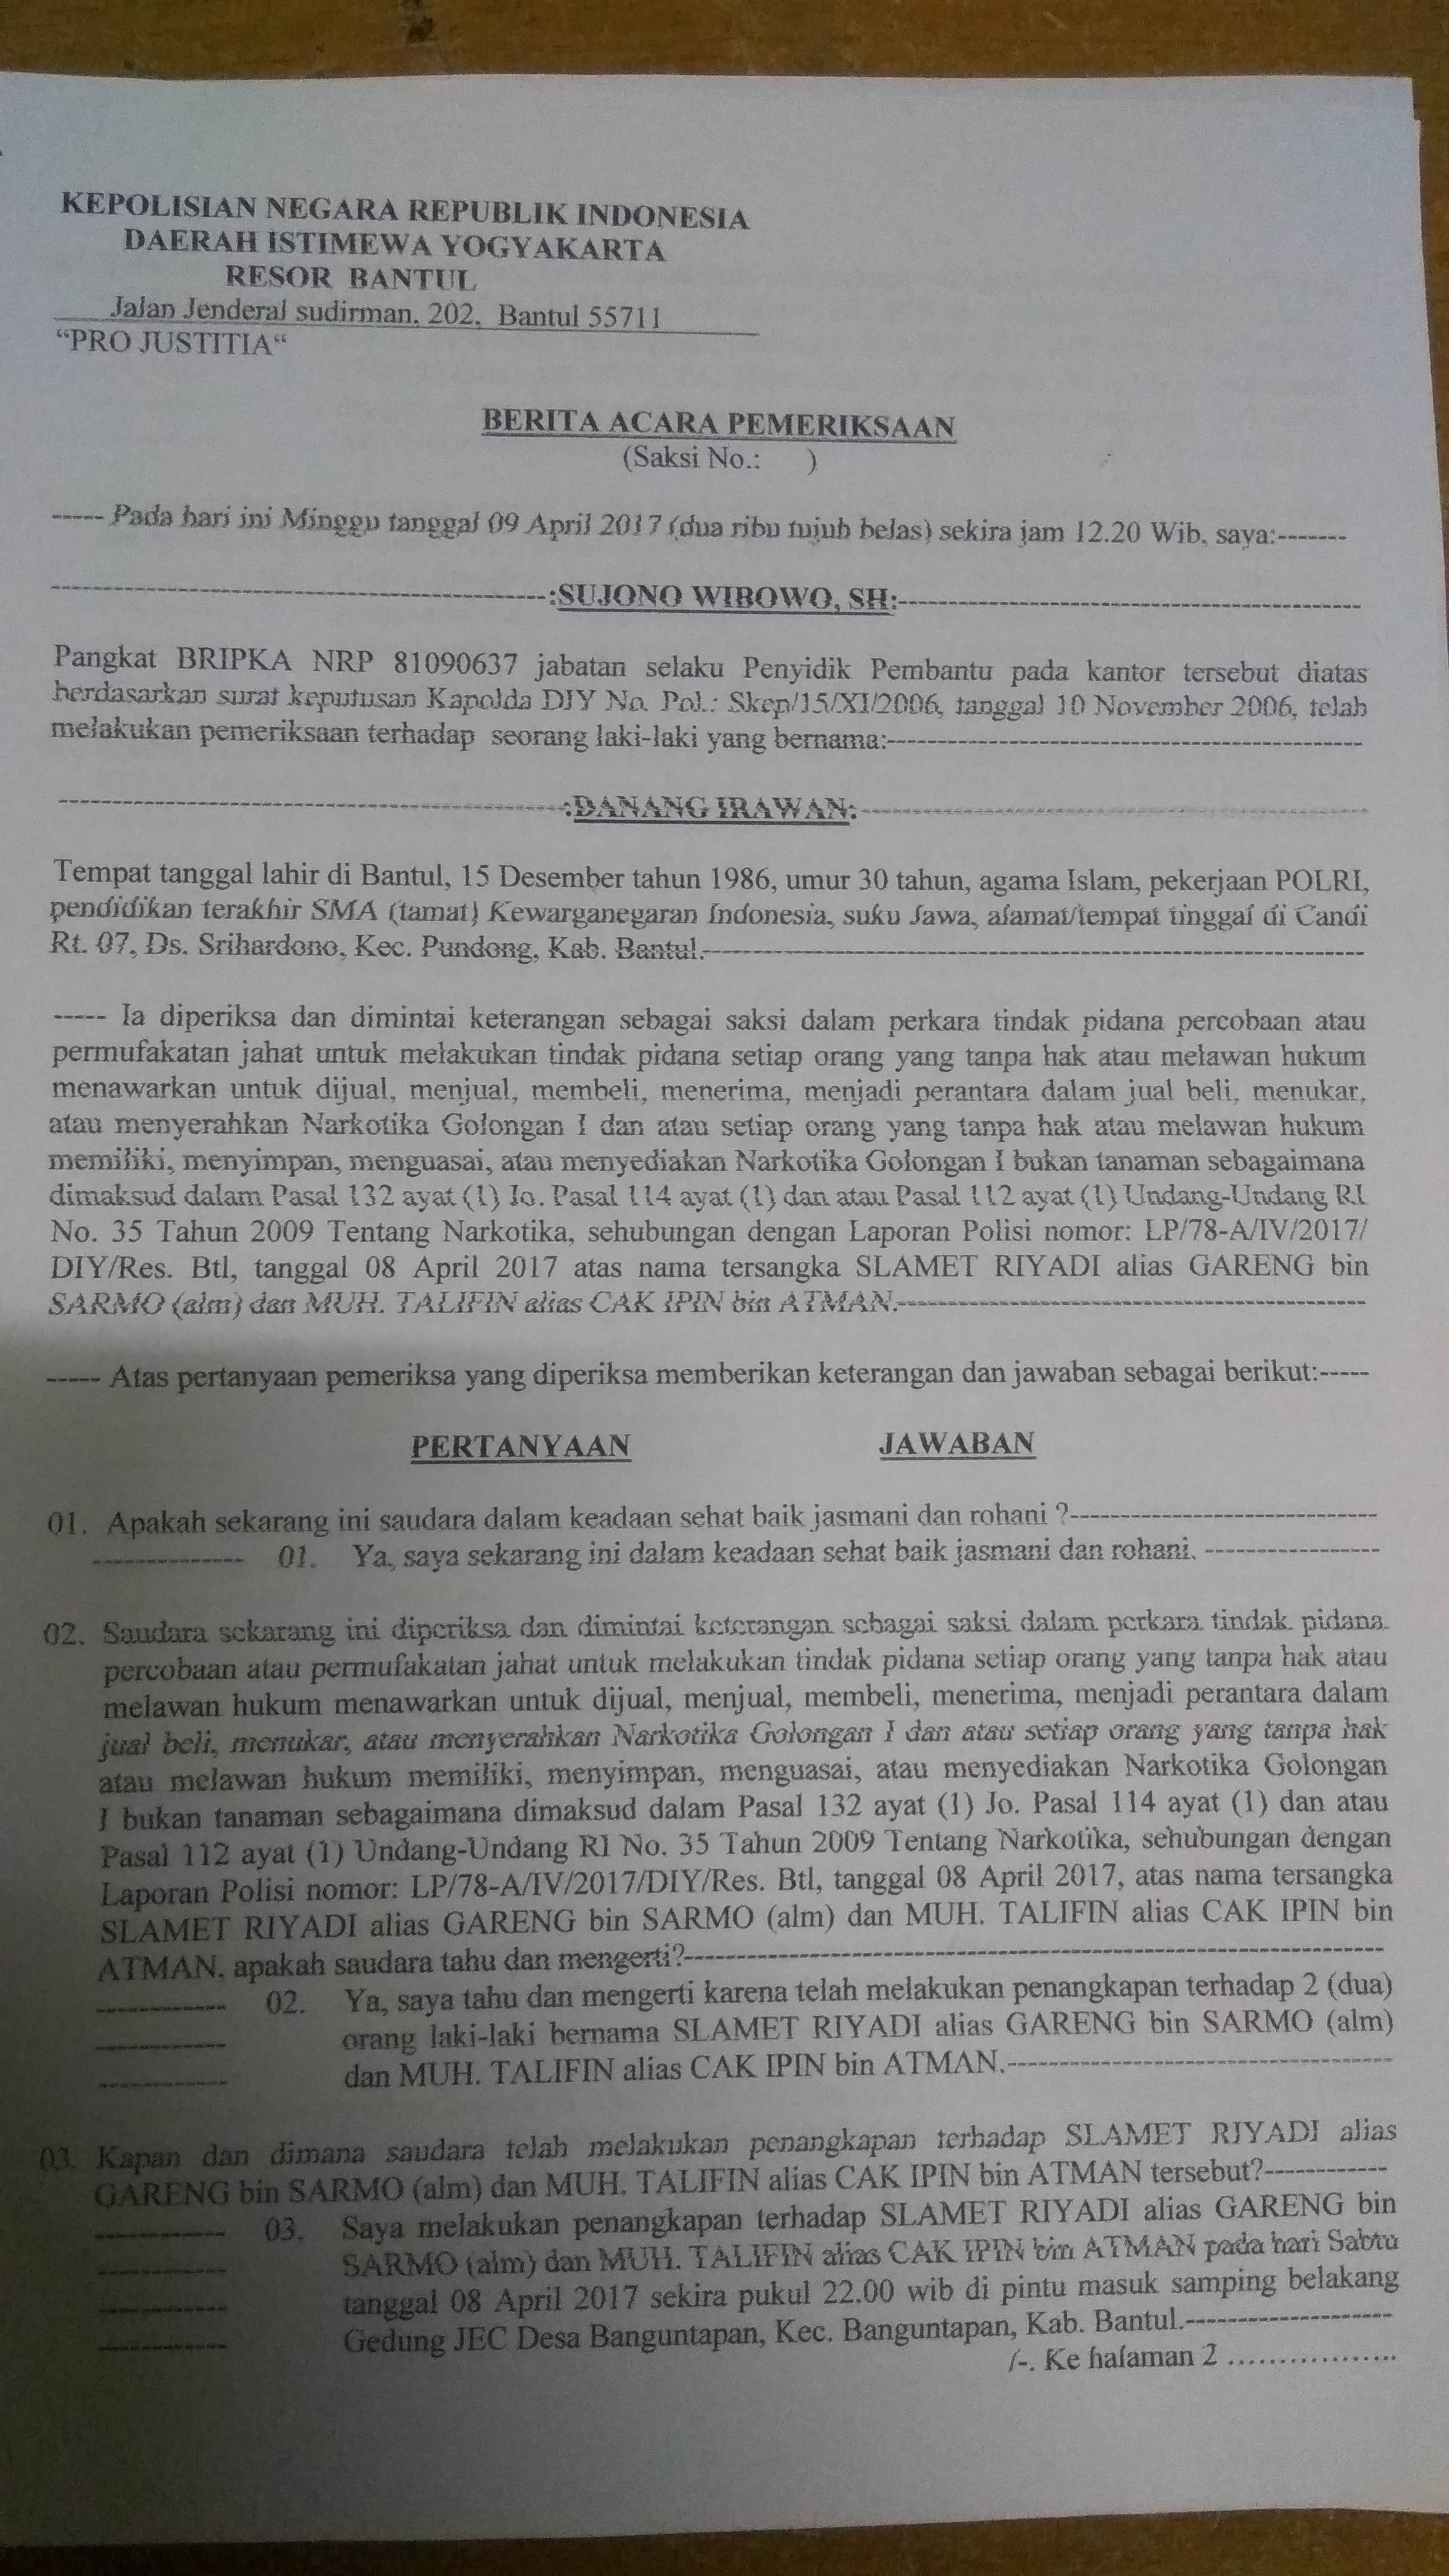 KEPOLISIAN NEGARA REPUBLIK INDONESIA
DAERAH ISTIMEWA YOGYAKARTA
RESOR BANTUL
Jalan Jenderal sudirman, 202, Bantul 55711
“PRO JUSTITIA“
BERITA ACARA PEMERIKSAAN
(Saksi No.: )
----- Pada hari ini Minggu tanggal 09 April 2017 (dua ribu tujuh belas) sekira jam 12.20 Wib, saya:-------
--------------------------------------------------:SUJONO WIBOWO, SH:--------------------------------------------------
Pangkat BRIPKA NRP 81090637 jabatan selaku Penyidik Pembantu pada kantor tersebut diatas
berdasarkan surat keputusan Kapolda DIY No. Pol.: Skep/15/XI/2006, tanggal 10 November 2006, telah
melakukan pemeriksaan terhadap seorang laki-laki yang bernama:----------------------------------------------
--------------------------------------------------:DANANG IRAWAN:--------------------------------------------------
Tempat tanggal lahir di Bantul, 15 Desember tahun 1986, umur 30 tahun, agama Islam, pekerjaan POLRI,
pendidikan terakhir SMA (tamat) Kewarganegaran Indonesia, suku Jawa, alamat/tempat tinggal di Candi
Rt. 07, Ds. Srihardono, Kec. Pundong, Kab. Bantul.----------------------------------------------------------------
----- Ia diperiksa dan dimintai keterangan sebagai saksi dalam perkara tindak pidana percobaan atau
permufakatan jahat untuk melakukan tindak pidana setiap orang yang tanpa hak atau melawan hukum
menawarkan untuk dijual, menjual, membeli, menerima, menjadi perantara dalam jual beli, menukar,
atau menyerahkan Narkotika Golongan I dan atau setiap orang yang tanpa hak atau melawan hukum
memiliki, menyimpan, menguasai, atau menyediakan Narkotika Golongan I bukan tanaman sebagaimana
dimaksud dalam Pasal 132 ayat (1) Jo. Pasal 114 ayat (1) dan atau Pasal 112 ayat (1) Undang-Undang RI
No. 35 Tahun 2009 Tentang Narkotika, sehubungan dengan Laporan Polisi nomor: LP/78-A/IV/2017/
DIY/Res. Btl, tanggal 08 April 2017 atas nama tersangka SLAMET RIYADI alias GARENG bin
SARMO (alm) dan MUH. TALIFIN alias CAK IPIN bin ATMAN.---------------------------------------------
----- Atas pertanyaan pemeriksa yang diperiksa memberikan keterangan dan jawaban sebagai berikut:-----
PERTANYAAN JAWABAN
01. Apakah sekarang ini saudara dalam keadaan sehat baik jasmani dan rohani ?------------------------------
-------------- 01. Ya, saya sekarang ini dalam keadaan sehat baik jasmani dan rohani. -----------------
02. Saudara sekarang ini diperiksa dan dimintai keterangan sebagai saksi dalam perkara tindak pidana
percobaan atau permufakatan jahat untuk melakukan tindak pidana setiap orang yang tanpa hak atau
melawan hukum menawarkan untuk dijual, menjual, membeli, menerima, menjadi perantara dalam
jual beli, menukar, atau menyerahkan Narkotika Golongan I dan atau setiap orang yang tanpa hak
atau melawan hukum memiliki, menyimpan, menguasai, atau menyediakan Narkotika Golongan
I bukan tanaman sebagaimana dimaksud dalam Pasal 132 ayat (1) Jo. Pasal 114 ayat (1) dan atau
Pasal 112 ayat (1) Undang-Undang RI No. 35 Tahun 2009 Tentang Narkotika, sehubungan dengan
Laporan Polisi nomor: LP/78-A/IV/2017/DIY/Res. Btl, tanggal 08 April 2017, atas nama tersangka
SLAMET RIYADI alias GARENG bin SARMO (alm) dan MUH. TALIFIN alias CAK IPIN bin
ATMAN, apakah saudara tahu dan mengerti?--------------------------------------------------------------------
------------ 02. Ya, saya tahu dan mengerti karena telah melakukan penangkapan terhadap 2 (dua)
------------ orang laki-laki bernama SLAMET RIYADI alias GARENG bin SARMO (alm)
------------ dan MUH. TALIFIN alias CAK IPIN bin ATMAN.-------------------------------------
03. Kapan dan dimana saudara telah melakukan penangkapan terhadap SLAMET RIYADI alias
GARENG bin SARMO (alm) dan MUH. TALIFIN alias CAK IPIN bin ATMAN tersebut?------------
------------ 03. Saya melakukan penangkapan terhadap SLAMET RIYADI alias GARENG bin
------------ SARMO (alm) dan MUH. TALIFIN alias CAK IPIN bin ATMAN pada hari Sabtu
------------ tanggal 08 April 2017 sekira pukul 22.00 wib di pintu masuk samping belakang
------------ Gedung JEC Desa Banguntapan, Kec. Banguntapan, Kab. Bantul.--------------------
/-. Ke halaman 2 ..................